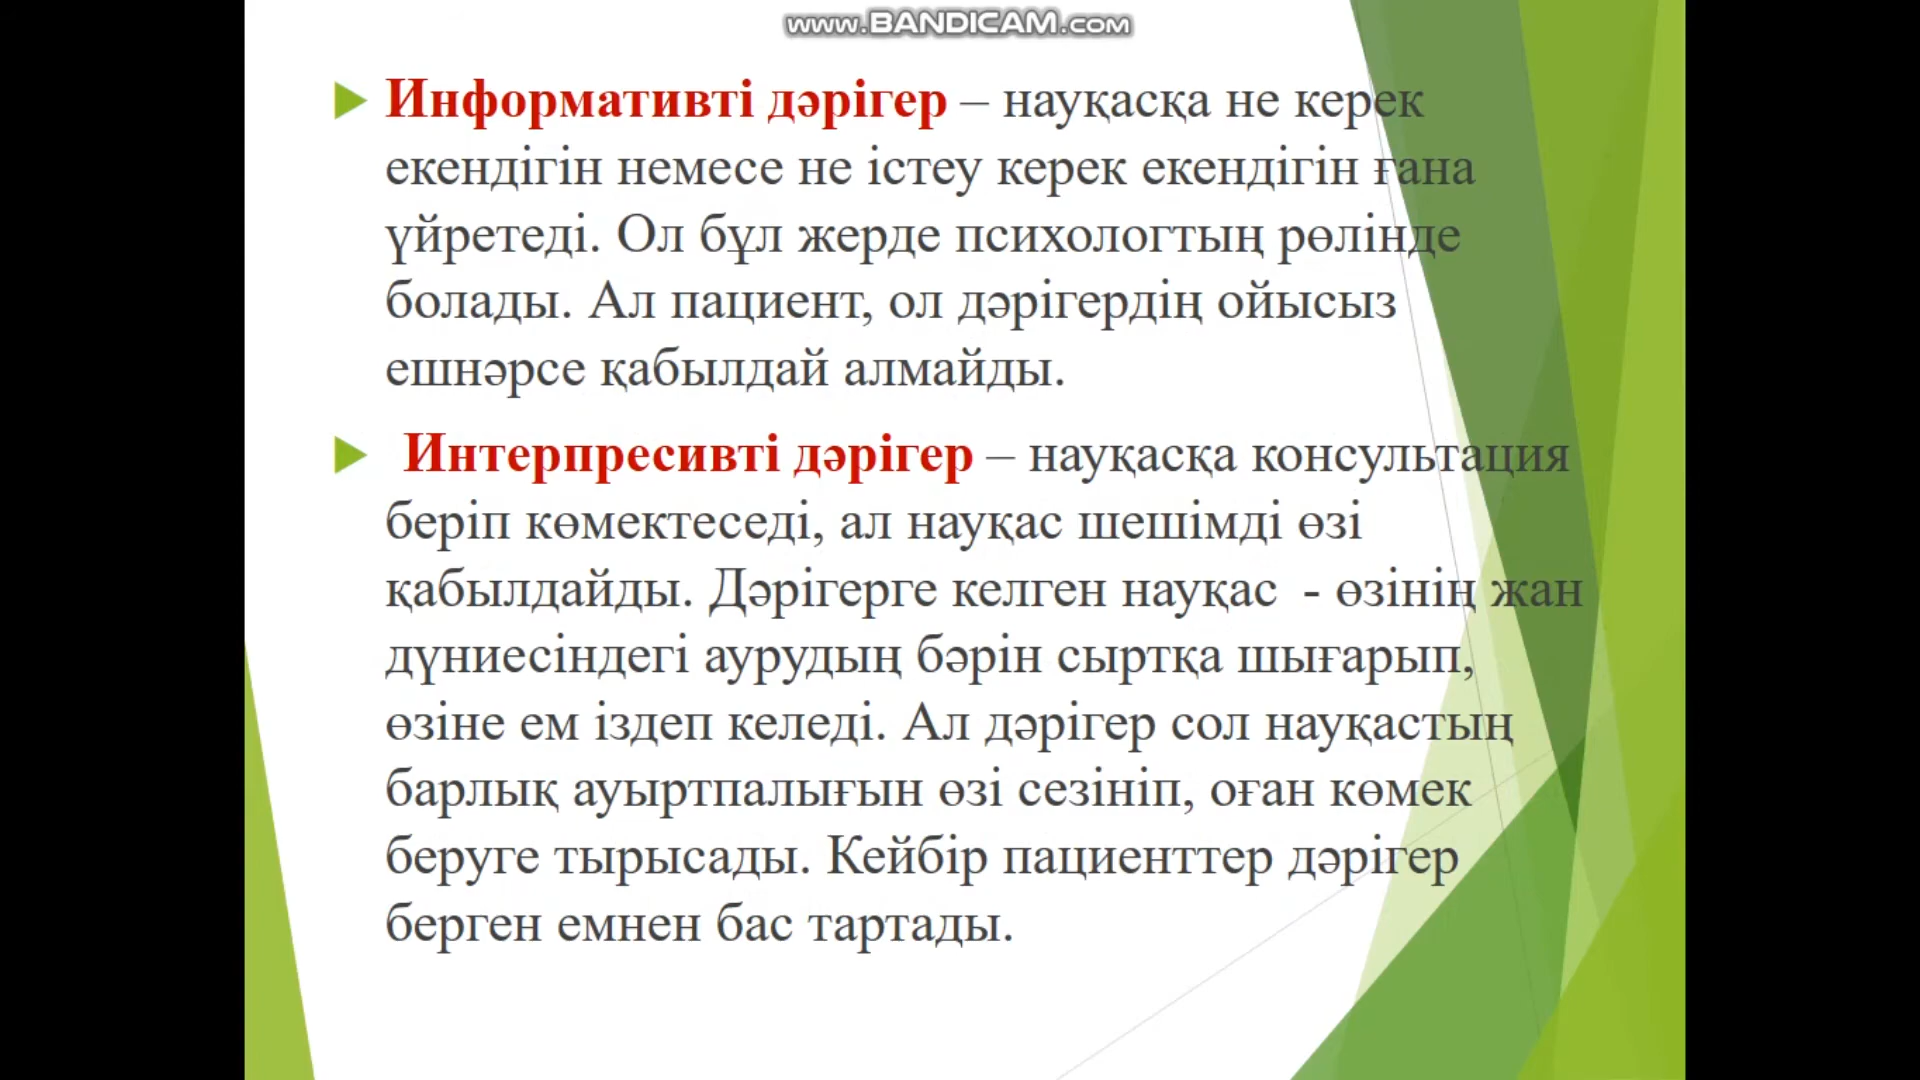 www.BANDICAM.com
Информативті дәрігер – науқасқа не керек
екендігін немесе не істеу керек екендігін ғана
үйретеді. Ол бұл жерде психологтың рөлінде
болады. Ал пациент, ол дәрігердің ойысыз
ешнәрсе қабылдай алмайды.
Интерпресивті дәрігер – науқасқа консультация
беріп көмектеседі, ал науқас шешімді өзі
қабылдайды. Дәрігерге келген науқас - өзінің жан
дүниесіндегі аурудың бәрін сыртқа шығарып,
өзіне ем іздеп келеді. Ал дәрігер сол науқастың
барлық ауыртпалығын өзі сезініп, оған көмек
беруге тырысады. Кейбір пациенттер дәрігер
берген емнен бас тартады.